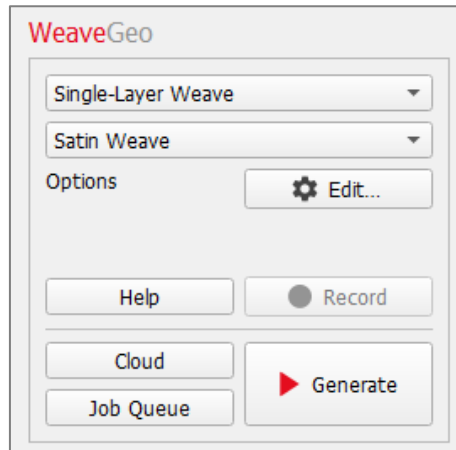 WeaveGeo
Single-Layer Weave
Satin Weave
Options
Edit...
Help
Record
Cloud
Generate
Job Queue